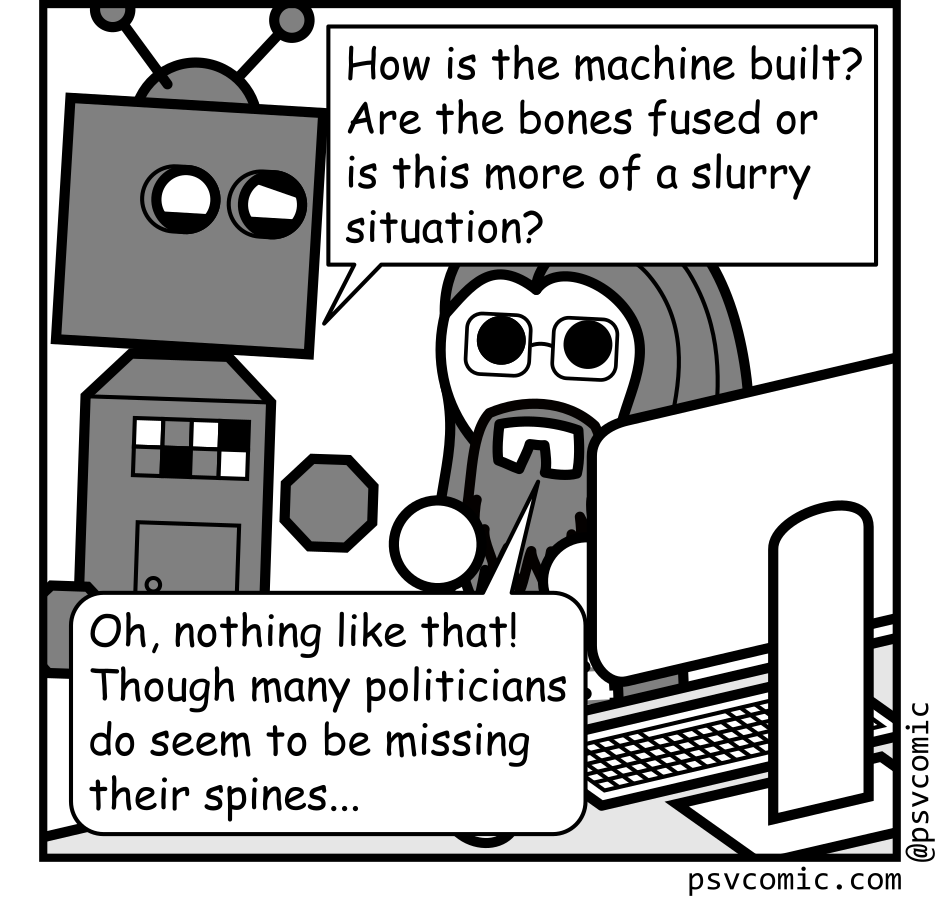 How is the machine built?
Are the bones fused or
is this more of a slurry
situation?
Oh, nothing like that!
Though many politicians
do seem to be missing
their spines...
@psvcomic
psvcomic.com